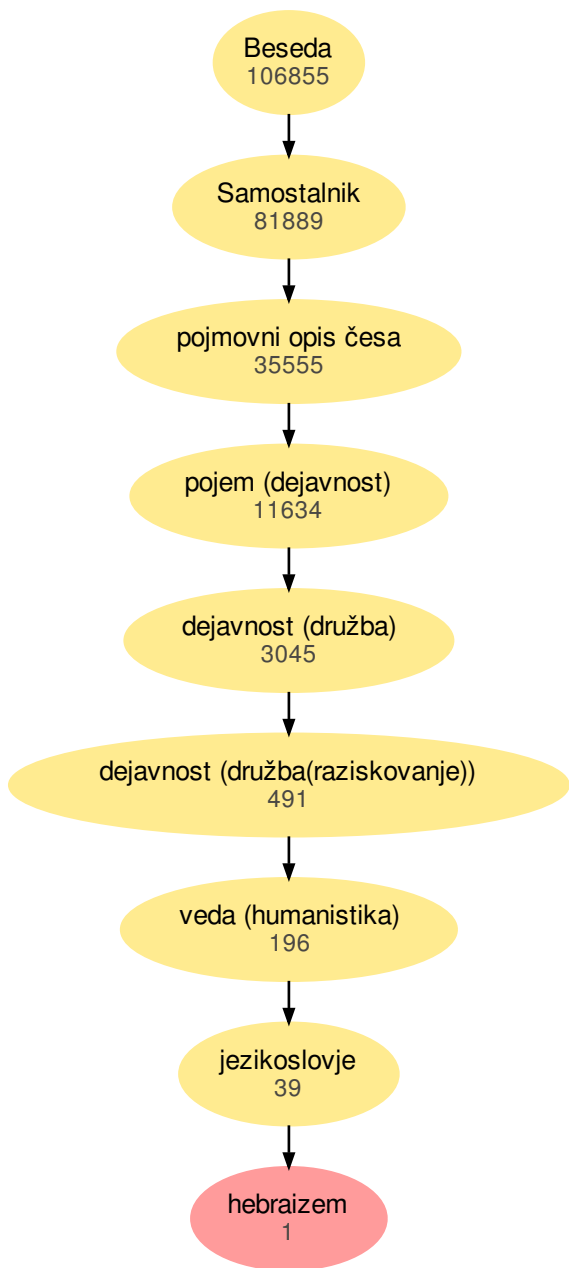 Beseda
106855
Samostalnik
81889
pojmovni opis česa
35555
pojem (dejavnost)
11634
dejavnost (družba)
3045
dejavnost (družba(raziskovanje))
491
veda (humanistika)
196
jezikoslovje
39
hebraizem
1